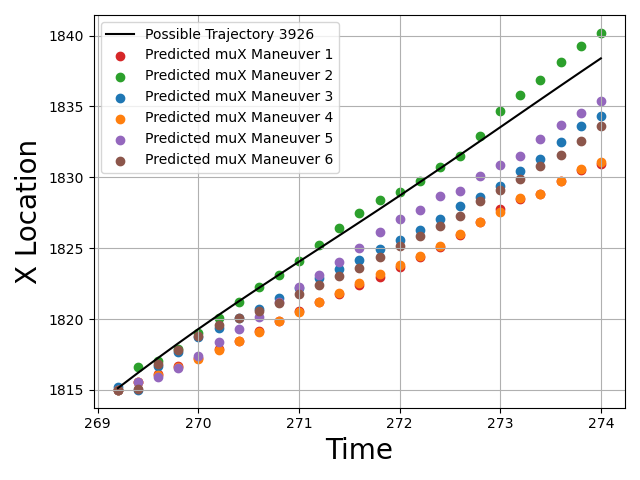 Possible Trajectory 3926
Predicted muX Maneuver 1
Predicted muX Maneuver 2
Predicted muX Maneuver 3
Predicted muX Maneuver 4
Predicted muX Maneuver 5
Predicted muX Maneuver 6
X Location
1840
1835
1830
1825
1820
1815
269
270
271
272
273
274
Time